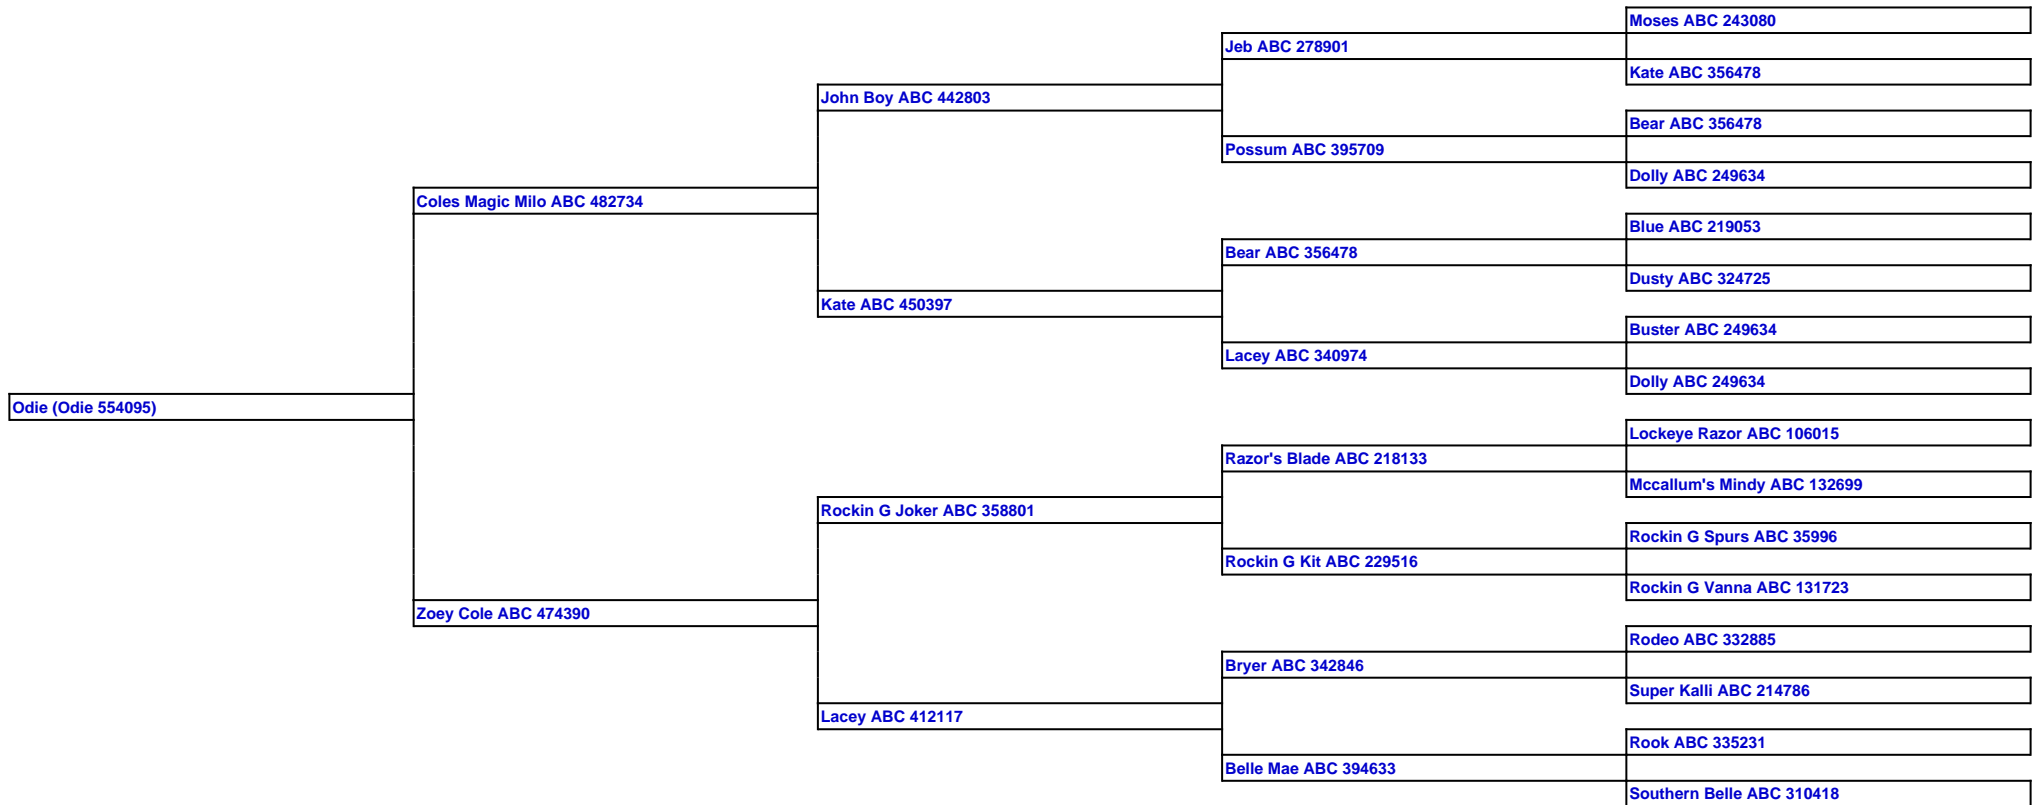 Moses ABC 243080
Jeb ABC 278901
Kate ABC 356478
John Boy ABC 442803
Bear ABC 356478
Possum ABC 395709
Dolly ABC 249634
Coles Magic Milo ABC 482734
Blue ABC 219053
Bear ABC 356478
Dusty ABC 324725
Kate ABC 450397
Buster ABC 249634
Lacey ABC 340974
Dolly ABC 249634
Odie (Odie 554095)
Lockeye Razor ABC 106015
Razor's Blade ABC 218133
Mccallum's Mindy ABC 132699
Rockin G Joker ABC 358801
Rockin G Spurs ABC 35996
Rockin G Kit ABC 229516
Rockin G Vanna ABC 131723
Zoey Cole ABC 474390
Rodeo ABC 332885
Bryer ABC 342846
Super Kalli ABC 214786
Lacey ABC 412117
Rook ABC 335231
Belle Mae ABC 394633
Southern Belle ABC 310418